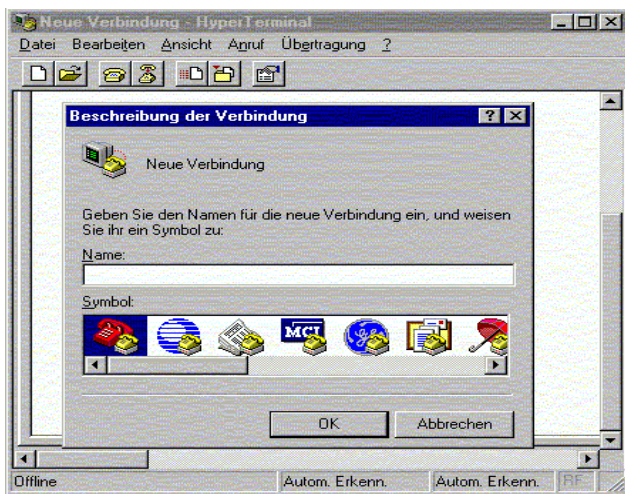 Neue Verbindung - HyperTerminal
Datei Bearbeiten Ansicht Anruf Übertragung ?
Beschreibung der Verbindung
Neue Verbindung
Geben Sie den Namen für die neue Verbindung ein, und weisen
Sie ihr ein Symbol zu:
Name:
Symbol:
MCI
OK Abbrechen
Offline Autom. Erkenn. Autom. Erkenn. RF